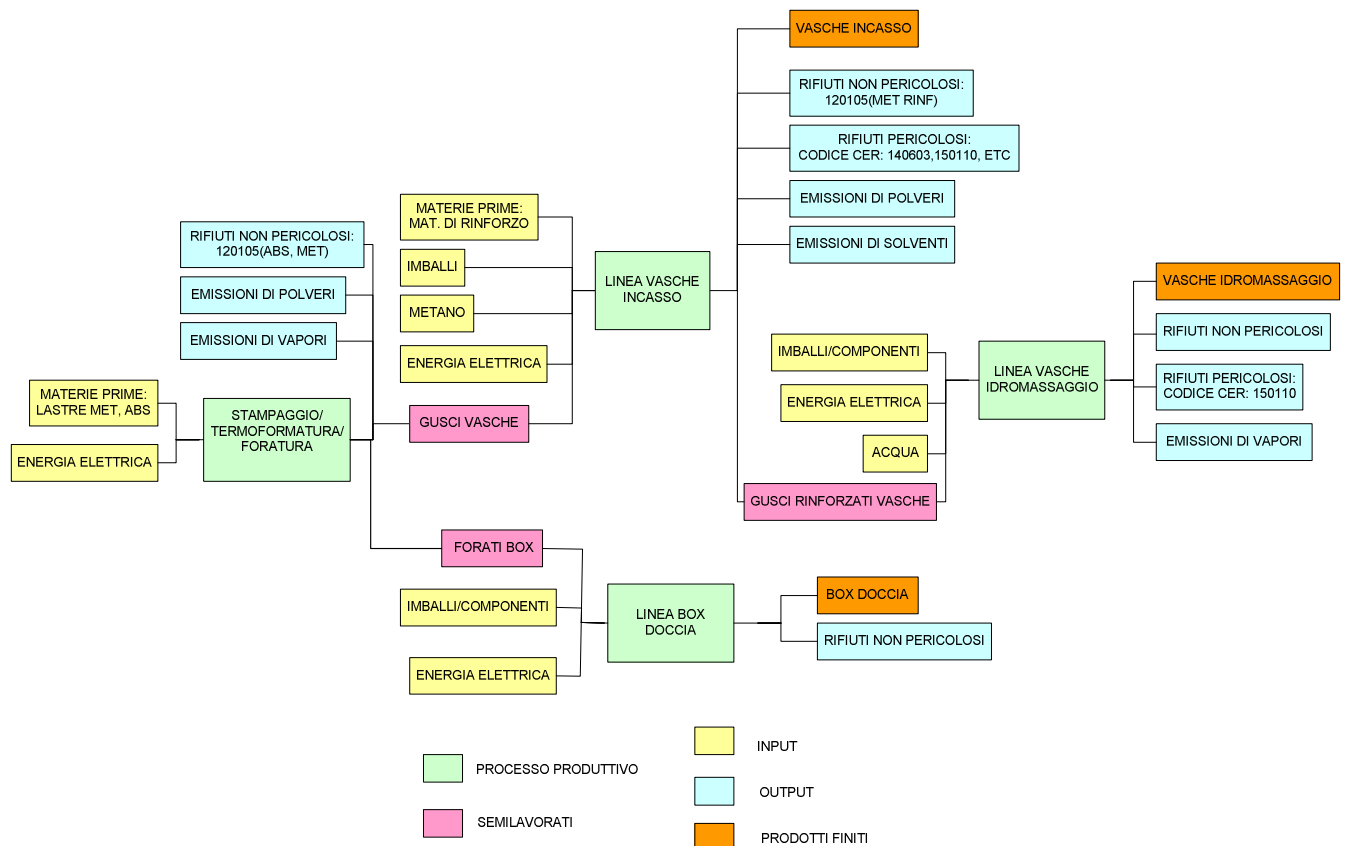 VASCHE INCASSO
RIFIUTI NON PERICOLOSI:
120105(MET RINF)
RIFIUTI PERICOLOSI:
CODICE CER: 140603,150110, ETC
EMISSIONI DI POLVERI
EMISSIONI DI SOLVENTI
MATERIE PRIME:
MAT. DI RINFORZO
IMBALLI
METANO
ENERGIA ELETTRICA
GUSCI VASCHE
LINEA VASCHE
INCASSO
RIFIUTI NON PERICOLOSI:
120105(ABS, MET)
EMISSIONI DI POLVERI
EMISSIONI DI VAPORI
MATERIE PRIME:
LASTRE MET, ABS
ENERGIA ELETTRICA
STAMPAGGIO/
TERMOFORMATURA/
FORATURA
IMBALLI/COMPONENTI
ENERGIA ELETTRICA
ACQUA
GUSCI RINFORZATI VASCHE
LINEA VASCHE
IDROMASSAGGIO
VASCHE IDROMASSAGGIO
RIFIUTI NON PERICOLOSI
RIFIUTI PERICOLOSI:
CODICE CER: 150110
EMISSIONI DI VAPORI
FORATI BOX
IMBALLI/COMPONENTI
ENERGIA ELETTRICA
LINEA BOX
DOCCIA
BOX DOCCIA
RIFIUTI NON PERICOLOSI
PROCESSO PRODUTTIVO
SEMILAVORATI
INPUT
OUTPUT
PRODOTTI FINITI